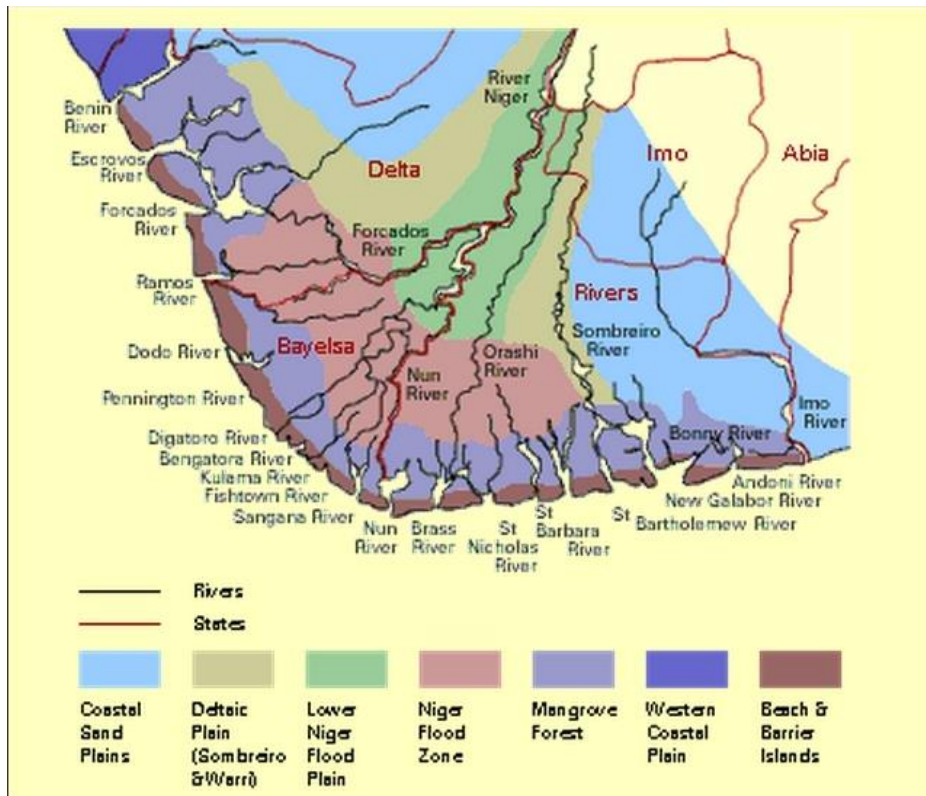 River
Niger
Benin
River
Imo
Abia
Escrovos
River
Delta
Forcados
River
Forcados
River
Ramos
River
Rivers
Sombreiro
River
Dodo River
Bayelsa
Orashi
River
Nun
River
Pennington River
Imo
River
Digatoro River
Bonny River
Bengatora River
Kulama River
Andoni River
Fishtown River
New Galabor River
Sangana River
St
Bartholemew River
Nun
River
Brass
River
St
Nicholas
River
St
Barbara
River
Rivers
States
Coastal
Sand
Plains
Deltaic
Plain
(Sombreiro
&Warri)
Lower
Niger
Flood
Plain
Niger
Flood
Zone
Mangrove
Forest
Western
Coastal
Plain
Beach &
Barrier
Islands